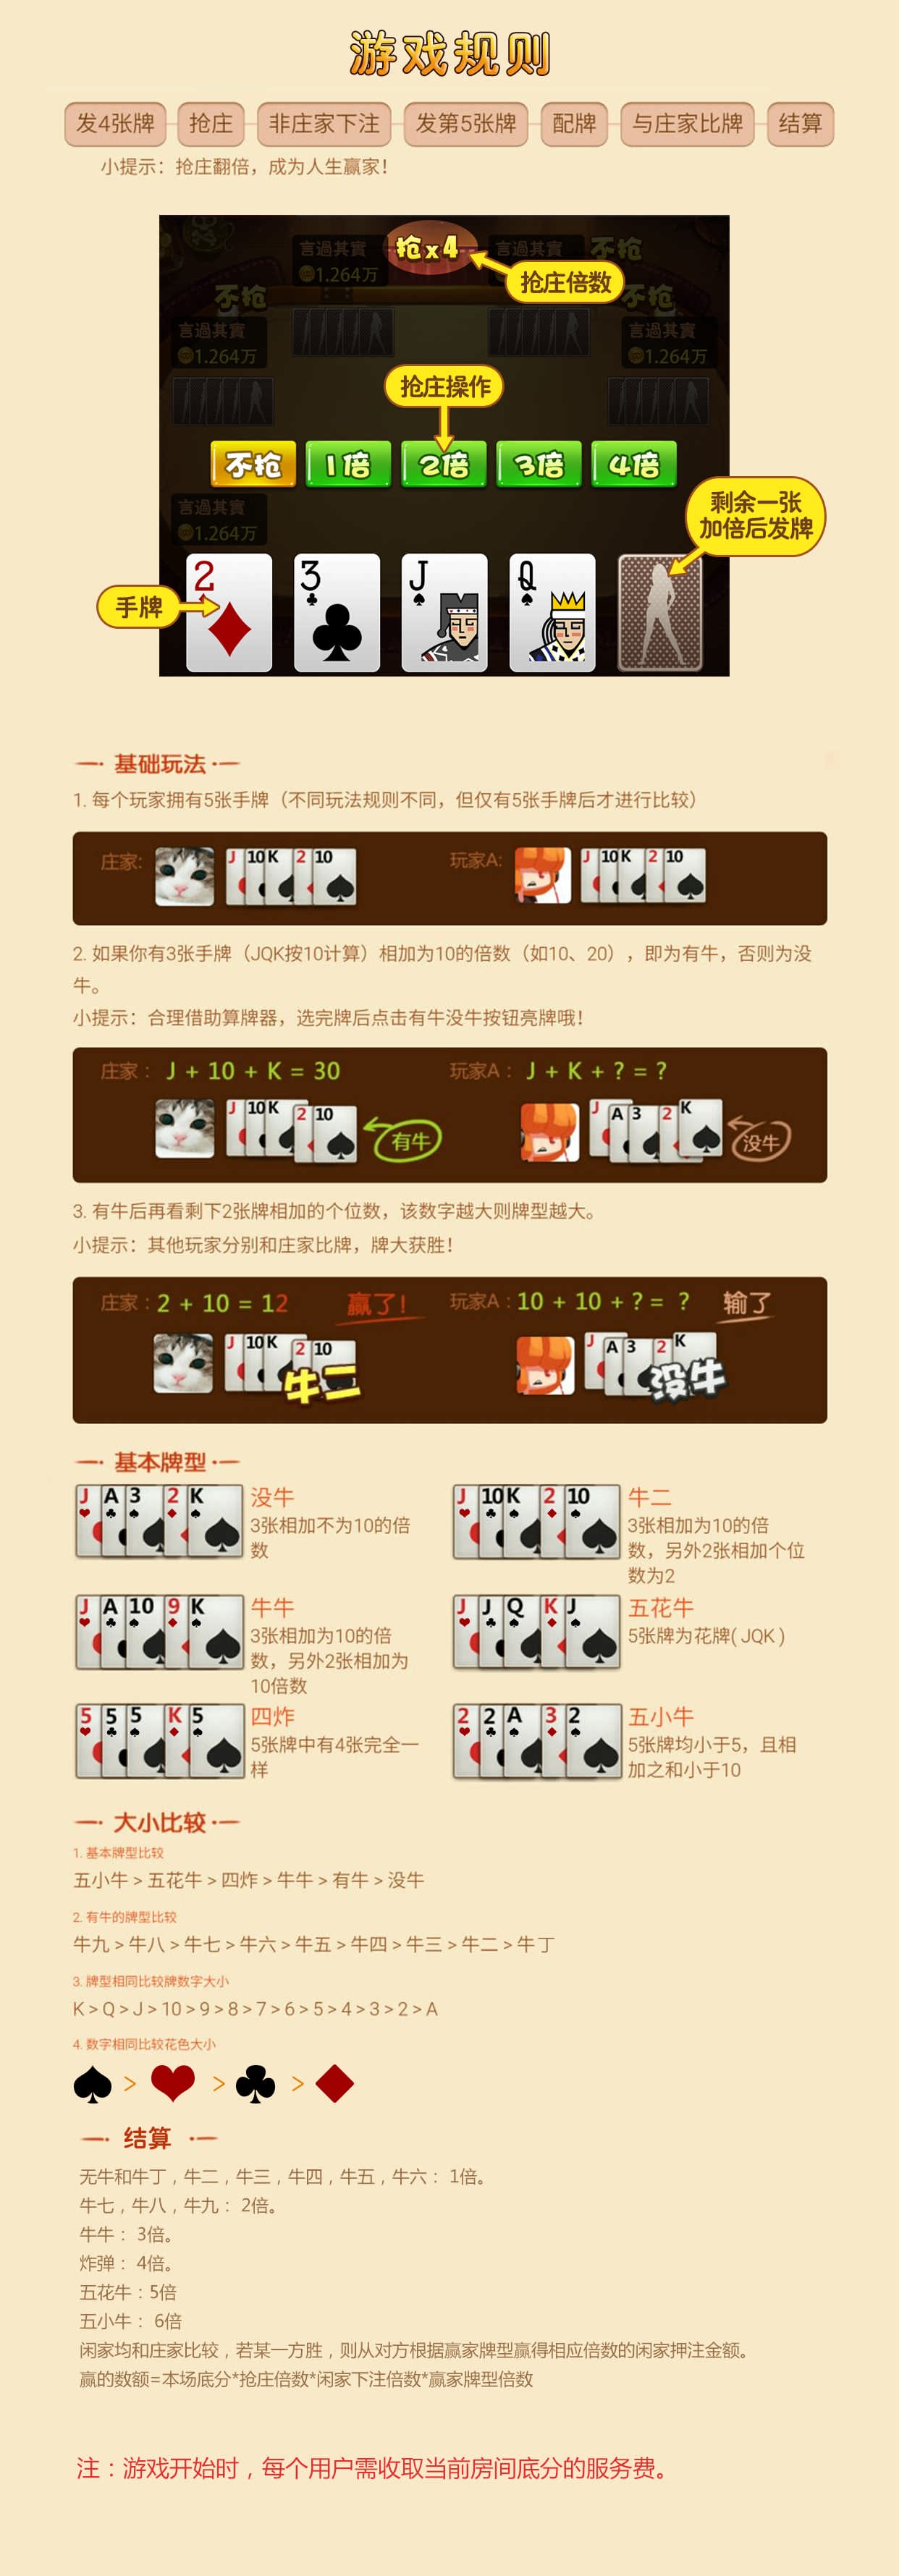 游戏规则
发4张牌 抢庄 非庄家下注 发第5张牌 配牌 与庄家比牌 结算
小提示：抢庄翻倍，成为人生赢家！
言過其實 抢x4 言過其實 不抢
1.264万 抢庄倍数
不抢 不抢
言過其實 言過其實
1.264万 1.264万
抢庄操作
不抢 1倍 2倍 3倍 4倍
言過其實
1.264万
剩余一张
加倍后发牌
2 3 J Q
手牌
基础玩法
1. 每个玩家拥有5张手牌（不同玩法规则不同，但仅有5张手牌后才进行比较）
庄家: J 10 K 2 10 玩家A: J 10 K 2 10
2. 如果你有3张手牌（JQK按10计算）相加为10的倍数（如10、20），即为有牛，否则为没
牛。
小提示：合理借助算牌器，选完牌后点击有牛没牛按钮亮牌哦！
庄家： J + 10 + K = 30 玩家A： J + K + ? = ?
J 10 K 2 10 有牛 J A 3 2 K 没牛
3. 有牛后再看剩下2张牌相加的个位数，该数字越大则牌型越大。
小提示：其他玩家分别和庄家比牌，牌大获胜！
庄家：2 + 10 = 12 赢了! 玩家A：10 + 10 + ? = ? 输了
J 10 K 2 10 牛二 J A 3 2 K 没牛
基本牌型
J A 3 2 K 没牛
3张相加不为10的倍
数
J 10 K 2 10 牛二
3张相加为10的倍
数，另外2张相加个位
数为2
J A 10 9 K 牛牛
3张相加为10的倍
数，另外2张相加为
10倍数
J J Q K J 五花牛
5张牌为花牌( JQK )
5 5 5 K 5 四炸
5张牌中有4张完全一
样
2 2 A 3 2 五小牛
5张牌均小于5，且相
加之和小于10
大小比较
1. 基本牌型比较
五小牛 > 五花牛 > 四炸 > 牛牛 > 有牛 > 没牛
2. 有牛的牌型比较
牛九 > 牛八 > 牛七 > 牛六 > 牛五 > 牛四 > 牛三 > 牛二 > 牛丁
3. 牌型相同比较牌数字大小
K > Q > J > 10 > 9 > 8 > 7 > 6 > 5 > 4 > 3 > 2 > A
4. 数字相同比较花色大小
♠ > ♥ > ♣ > ♦
结算
无牛和牛丁，牛二，牛三，牛四，牛五，牛六： 1倍。
牛七，牛八，牛九： 2倍。
牛牛： 3倍。
炸弹： 4倍。
五花牛：5倍
五小牛： 6倍
闲家均和庄家比较，若某一方胜，则从对方根据赢家牌型赢得相应倍数的闲家押注金额。
赢的数额=本场底分*抢庄倍数*闲家下注倍数*赢家牌型倍数
注：游戏开始时，每个用户需收取当前房间底分的服务费。